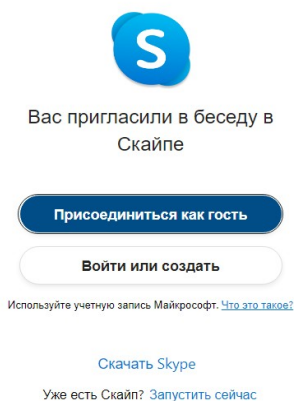 S
Вас пригласили в беседу в
Скайпе
Присоединиться как гость
Войти или создать
Используйте учетную запись Майкрософт. Что это такое?
Скачать Skype
Уже есть Скайп? Запустить сейчас